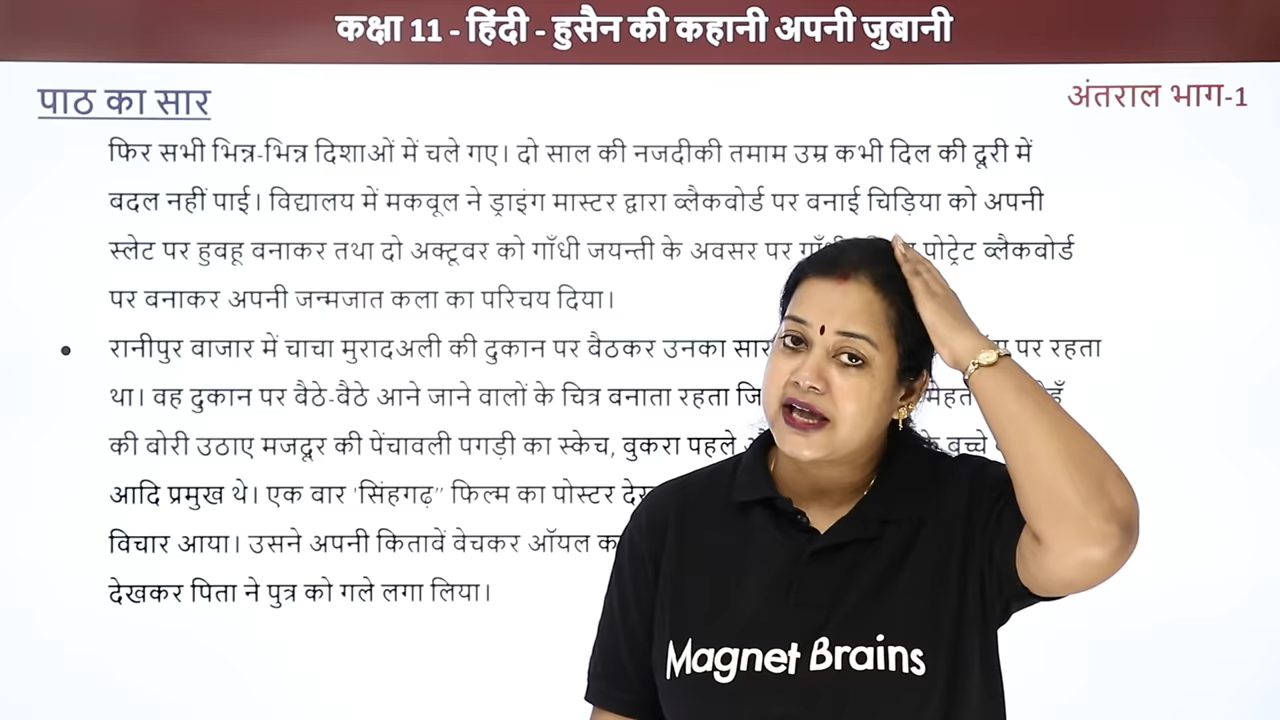 कक्षा 11 - हिंदी - हुसैन की कहानी अपनी जुबानी
पाठ का सार
अंतराल भाग-1
फिर सभी भिन्न-भिन्न दिशाओं में चले गए। दो साल की नजदीकी तमाम उम्र कभी दिल की दूरी में
बदल नहीं पाई। विद्यालय में मकबूल ने ड्राइंग मास्टर द्वारा ब्लैकबोर्ड पर बनाई चिड़िया को अपनी
स्लेट पर हुबहू बनाकर तथा दो अक्टूबर को गाँधी जयन्ती के अवसर पर पोट्रेट ब्लैकबोर्ड
पर बनाकर अपनी जन्मजात कला का परिचय दिया।
• रानीपुर बाजार में चाचा मुरादअली की दुकान पर बैठकर उनका पर रहता
था। वह दुकान पर बैठे-बैठे आने जाने वालों के चित्र बनाता रहता
की बोरी उठाए मजदूर की पेंचावली पगड़ी का स्केच, बुकरा पहले बच्चे
आदि प्रमुख थे। एक बार 'सिंहगढ़" फिल्म का पोस्टर
विचार आया। उसने अपनी किताबें बेचकर ऑयल
देखकर पिता ने पुत्र को गले लगा लिया।
Magnet Brains